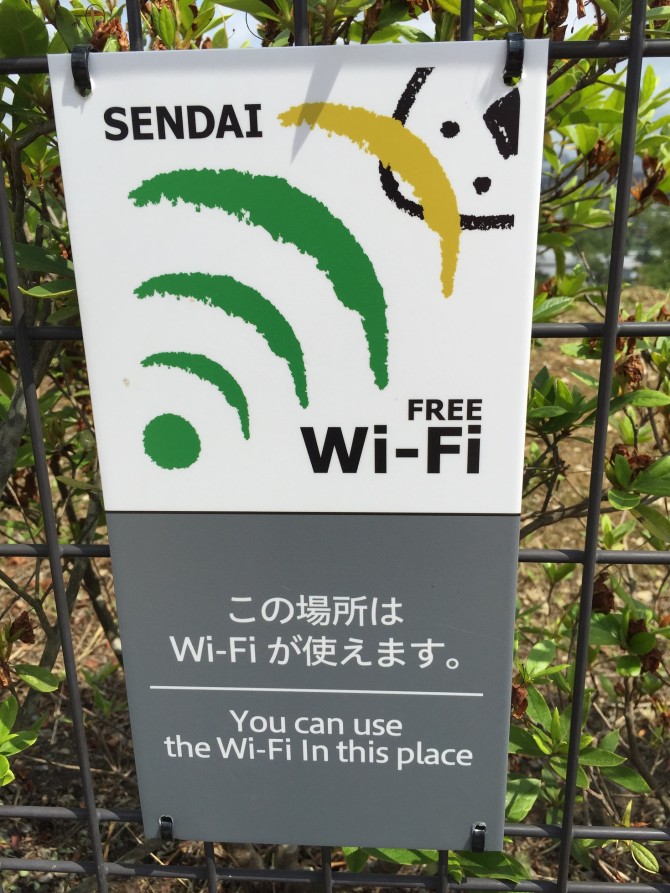 SENDAI
FREE
Wi-Fi
この場所は
Wi-Fi が使えます。
You can use
the Wi-Fi In this place